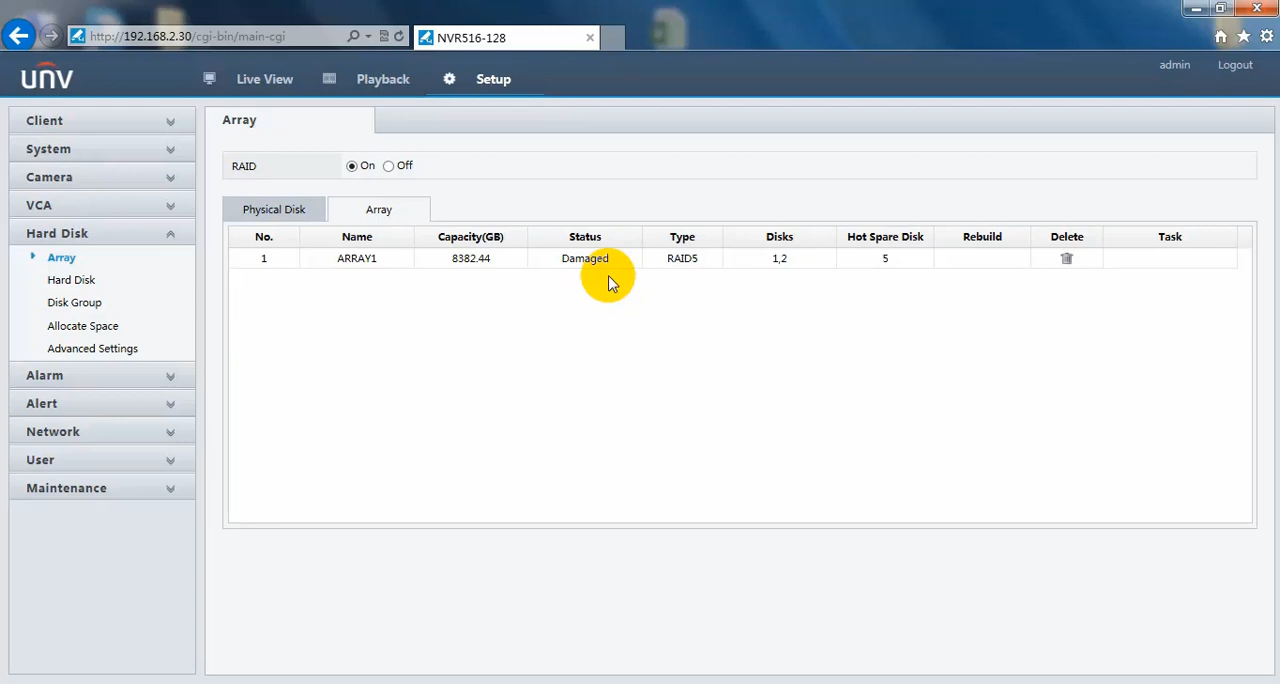 http://192.168.2.30/cgi-bin/main-cgi
NVR516-128
unv
Live View
Playback
Setup
admin
Logout
Client
System
Camera
VCA
Hard Disk
Array
Hard Disk
Disk Group
Allocate Space
Advanced Settings
Alarm
Alert
Network
User
Maintenance
Array
RAID On Off
Physical Disk Array
No. Name Capacity(GB) Status Type Disks Hot Spare Disk Rebuild Delete Task
1 ARRAY1 8382.44 Damaged RAID5 1,2 5